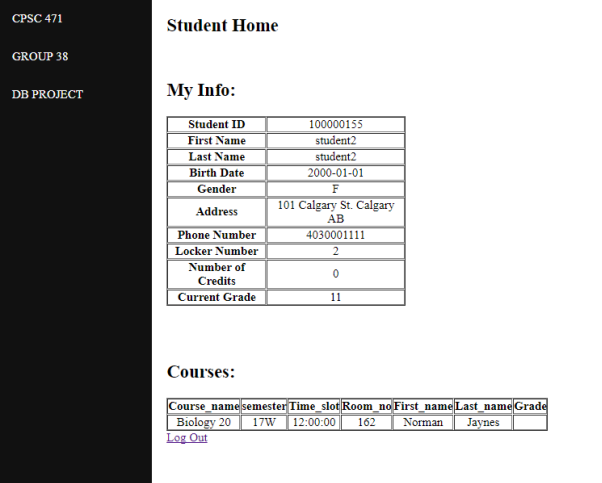 CPSC 471
GROUP 38
DB PROJECT
Student Home
My Info:
Student ID 100000155
First Name student2
Last Name student2
Birth Date 2000-01-01
Gender F
Address 101 Calgary St. Calgary
AB
Phone Number 4030001111
Locker Number 2
Number of
Credits 0
Current Grade 11
Courses:
Course_name semester Time_slot Room_no First_name Last_name Grade
Biology 20 17W 12:00:00 162 Norman Jaynes
Log Out